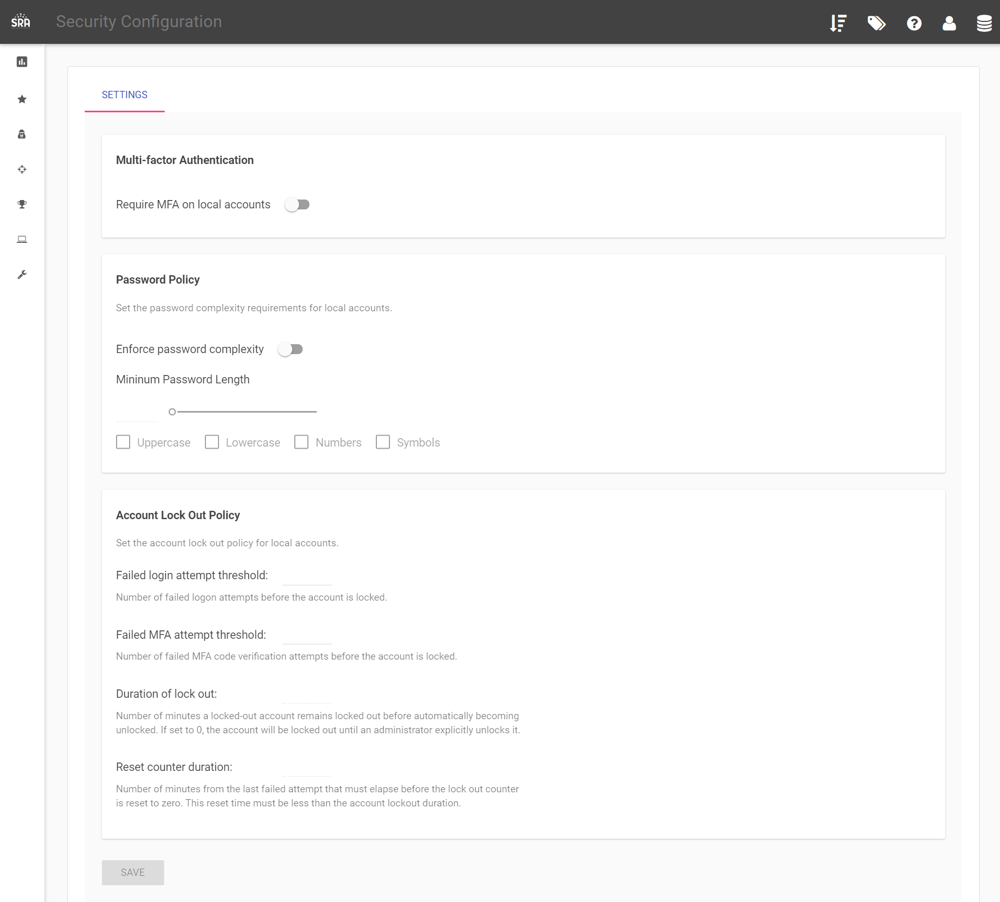 SRA
Security Configuration
SETTINGS
Multi-factor Authentication
Require MFA on local accounts
Password Policy
Set the password complexity requirements for local accounts.
Enforce password complexity
Mininum Password Length
Uppercase Lowercase Numbers Symbols
Account Lock Out Policy
Set the account lock out policy for local accounts.
Failed login attempt threshold:
Number of failed logon attempts before the account is locked.
Failed MFA attempt threshold:
Number of failed MFA code verification attempts before the account is locked.
Duration of lock out:
Number of minutes a locked-out account remains locked out before automatically becoming
unlocked. If set to 0, the account will be locked out until an administrator explicitly unlocks it.
Reset counter duration:
Number of minutes from the last failed attempt that must elapse before the lock out counter
is reset to zero. This reset time must be less than the account lockout duration.
SAVE